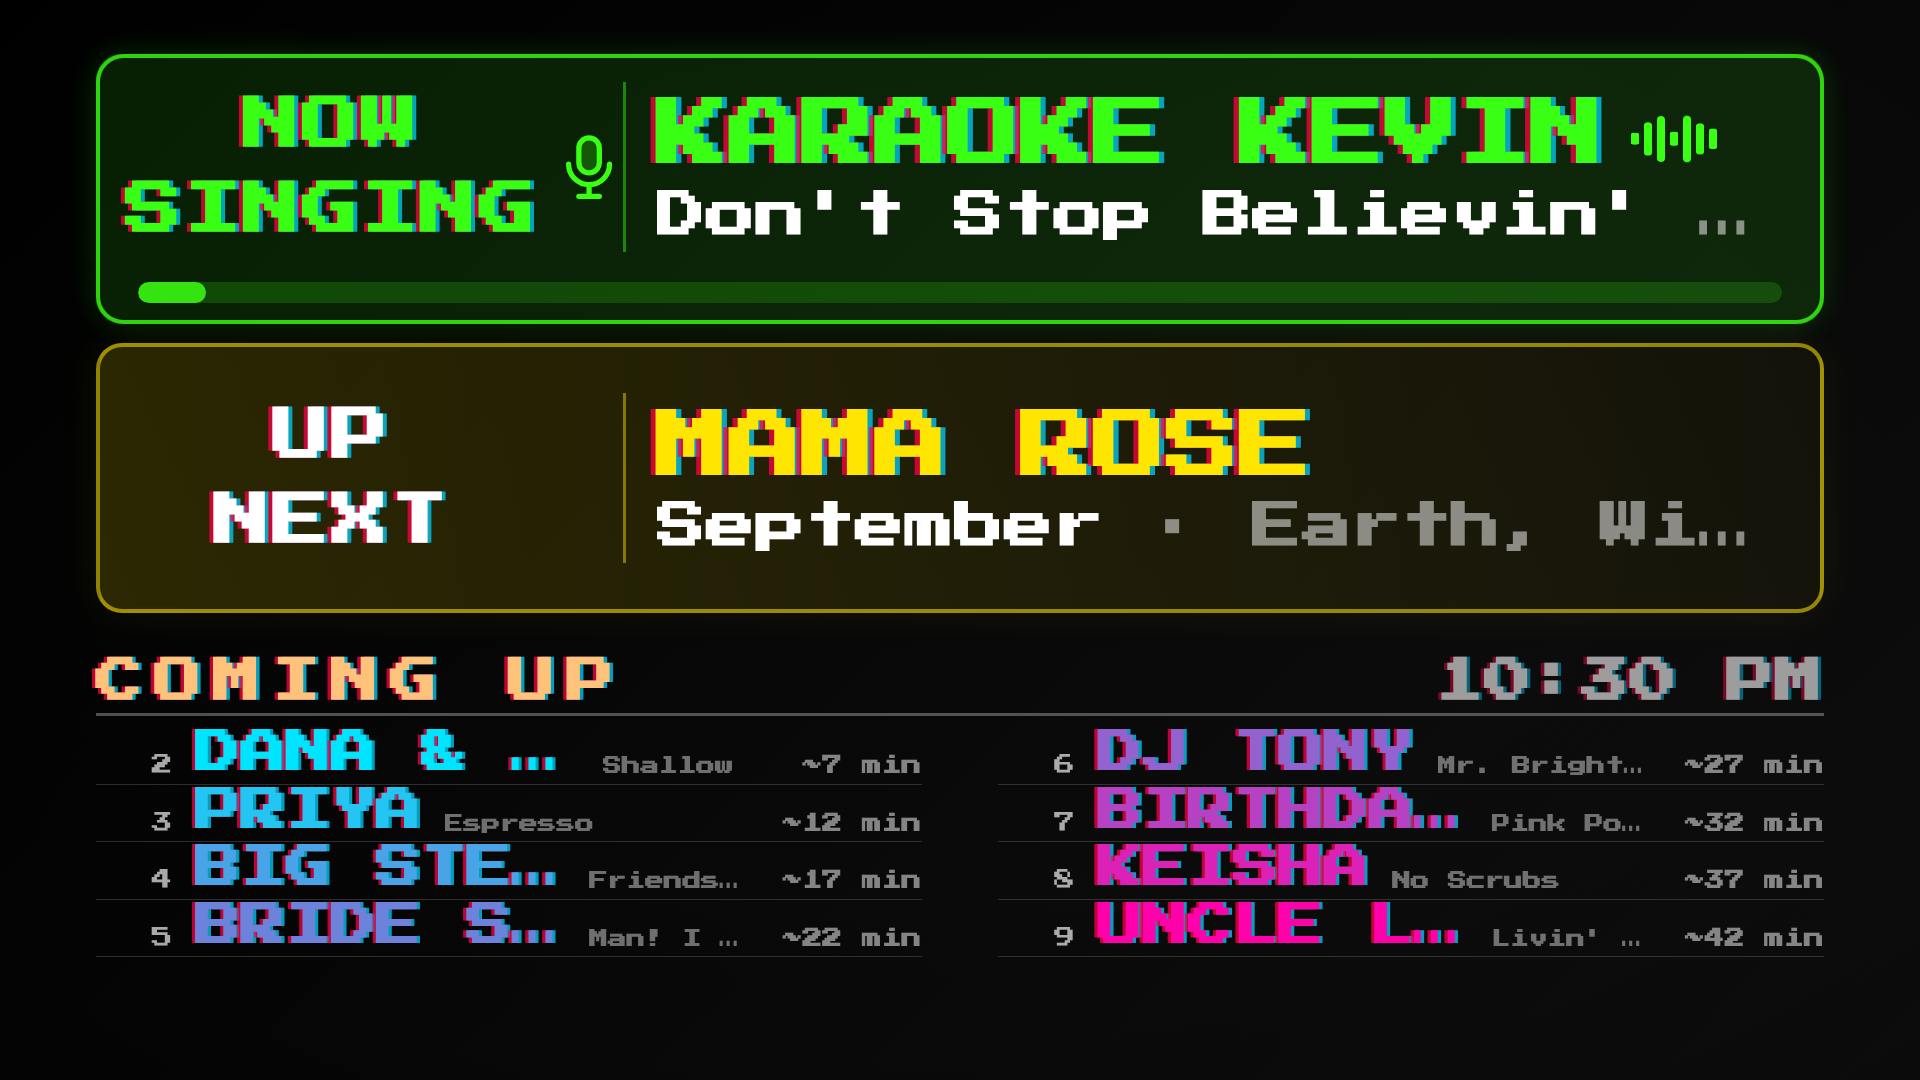 NOW
SINGING
KARAOKE KEVIN
Don't Stop Believin' …
UP
NEXT
MAMA ROSE
September · Earth, Wi…
COMING UP
10:30 PM
2 DANA & … Shallow ~7 min
3 PRIYA Espresso ~12 min
4 BIG STE… Friends… ~17 min
5 BRIDE S… Man! I … ~22 min
6 DJ TONY Mr. Bright… ~27 min
7 BIRTHDA… Pink Po… ~32 min
8 KEISHA No Scrubs ~37 min
9 UNCLE L… Livin' … ~42 min